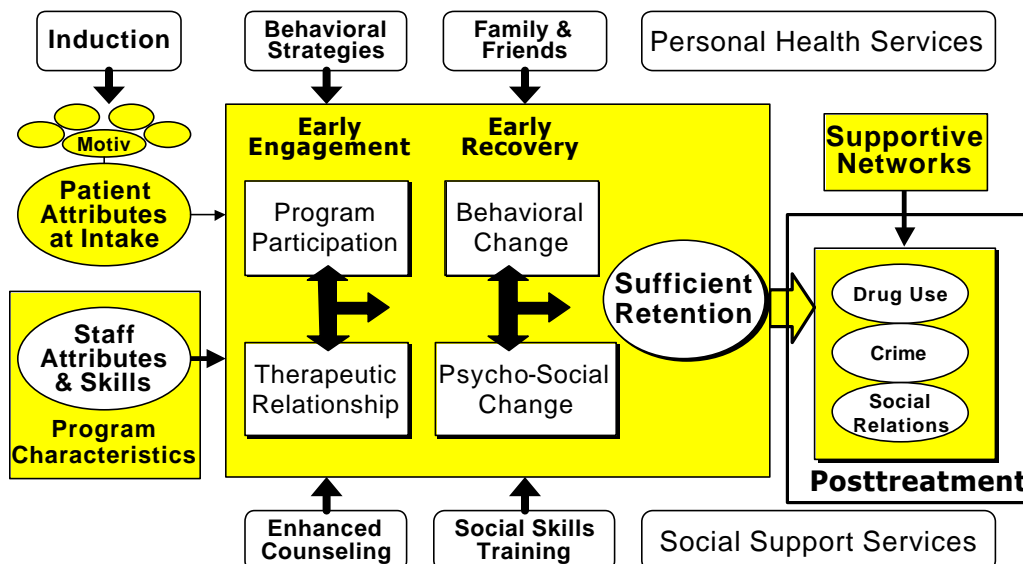 Induction
Behavioral
Strategies
Family &
Friends
Personal Health Services
Motiv
Patient
Attributes
at Intake
Early
Engagement
Early
Recovery
Supportive
Networks
Program
Participation
Behavioral
Change
Sufficient
Retention
Staff
Attributes
& Skills
Program
Characteristics
Therapeutic
Relationship
Psycho-Social
Change
Drug Use
Crime
Social
Relations
Posttreatment
Enhanced
Counseling
Social Skills
Training
Social Support Services